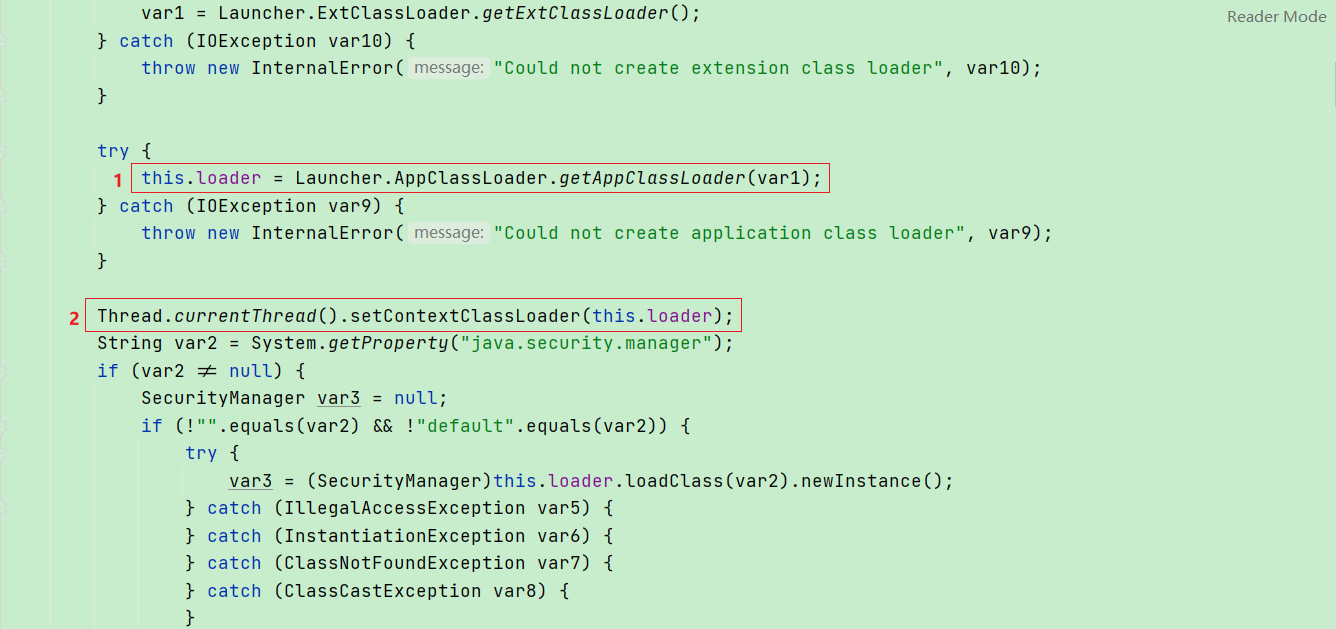 var1 = Launcher.ExtClassLoader.getExtClassLoader();
Reader Mode
} catch (IOException var10) {
throw new InternalError( message: "Could not create extension class loader", var10);
}
try {
1 this.loader = Launcher.AppClassLoader.getAppClassLoader(var1);
} catch (IOException var9) {
throw new InternalError( message: "Could not create application class loader", var9);
}
2 Thread.currentThread().setContextClassLoader(this.loader);
String var2 = System.getProperty("java.security.manager");
if (var2 ≠ null) {
SecurityManager var3 = null;
if (!"".equals(var2) && !"default".equals(var2)) {
try {
var3 = (SecurityManager)this.loader.loadClass(var2).newInstance();
} catch (IllegalAccessException var5) {
} catch (InstantiationException var6) {
} catch (ClassNotFoundException var7) {
} catch (ClassCastException var8) {
}